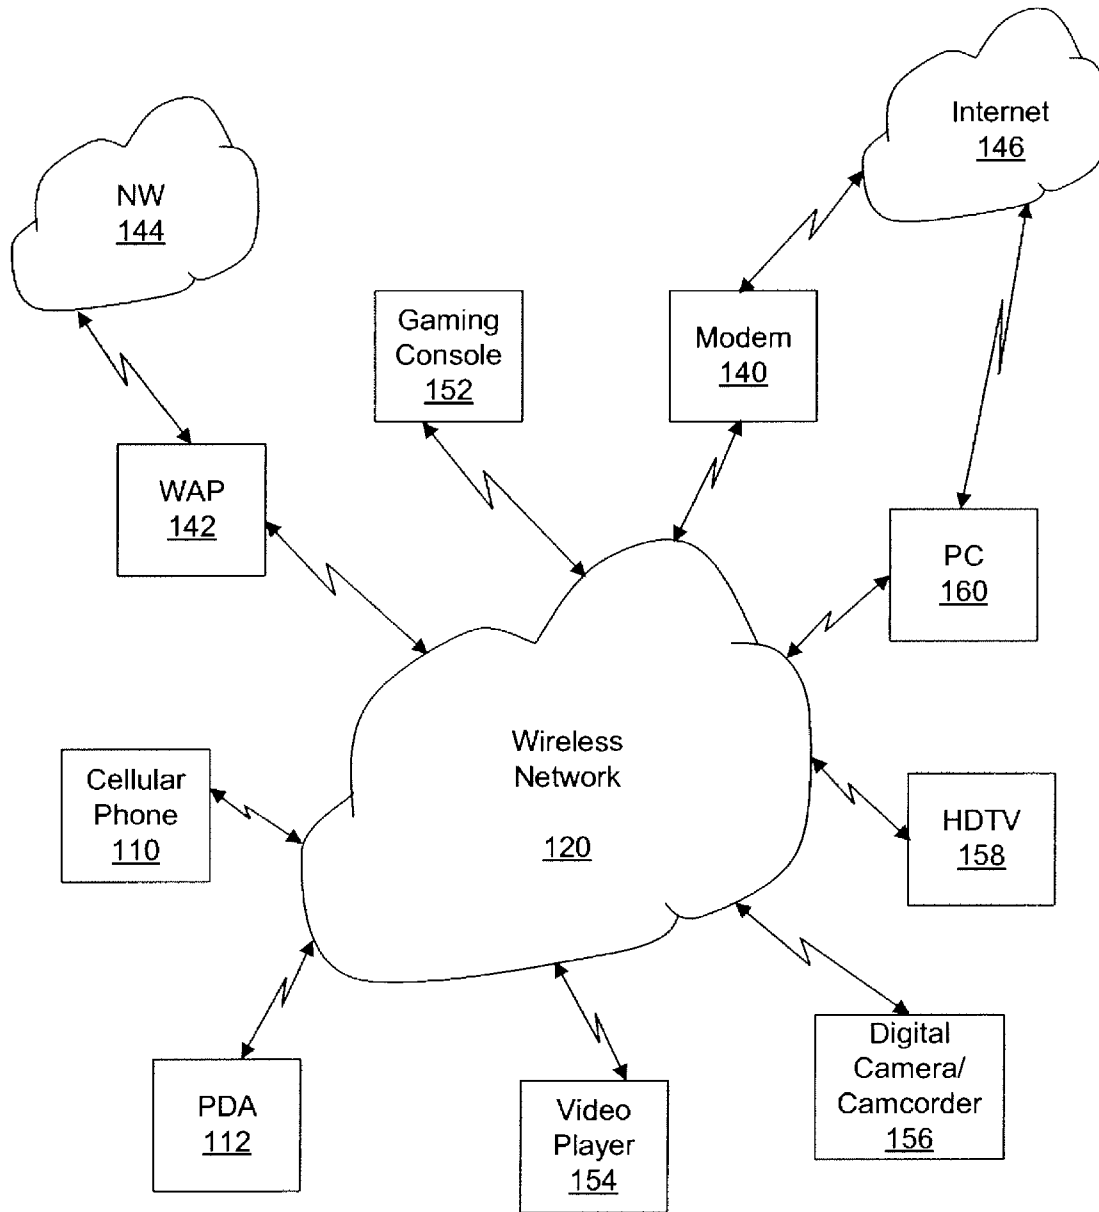 Internet
146
NW
144
Gaming
Console
152
Modem
140
WAP
142
PC
160
Wireless
Network
120
Cellular
Phone
110
HDTV
158
PDA
112
Video
Player
154
Digital
Camera/
Camcorder
156